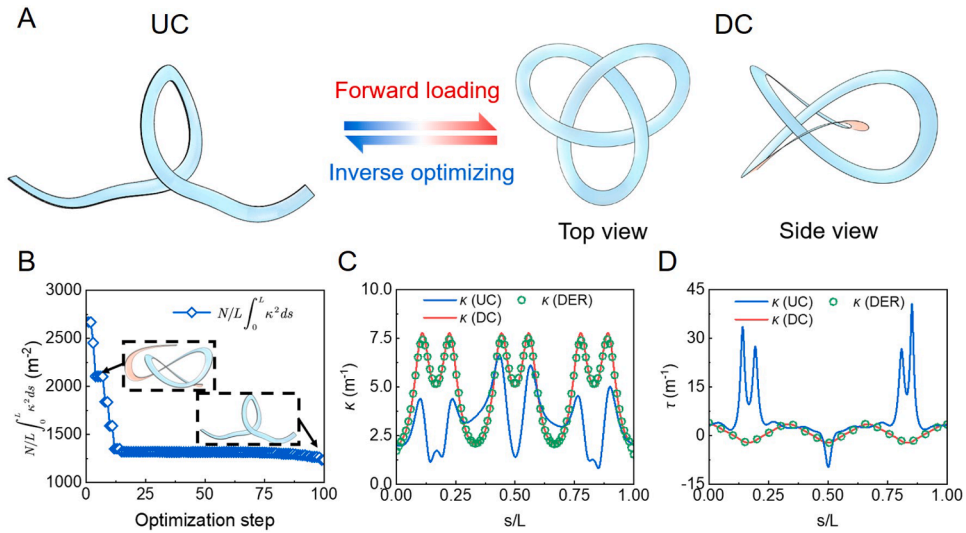 A
UC
DC
Forward loading
Inverse optimizing
Top view
Side view
B
3000
2500
2000
1500
1000
N/L ∫₀ᴸ κ²ds (m⁻²)
N/L ∫₀ᴸ κ²ds
0
25
50
75
100
Optimization step
C
10.0
7.5
5.0
2.5
0.0
κ (m⁻¹)
κ (UC)
κ (DER)
κ (DC)
0.00
0.25
0.50
0.75
1.00
s/L
D
45
30
15
0
-15
τ (m⁻¹)
κ (UC)
κ (DER)
κ (DC)
0.00
0.25
0.50
0.75
1.00
s/L